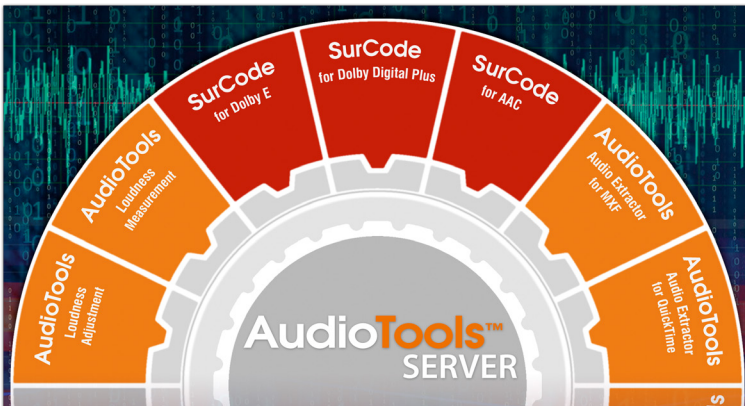 AudioTools
Loudness
Adjustment
AudioTools
Loudness
Measurement
SurCode
for Dolby E
SurCode
for Dolby Digital Plus
SurCode
for AAC
AudioTools
Audio Extractor
for MXF
AudioTools
Audio Extractor
for QuickTime
AudioTools™
SERVER